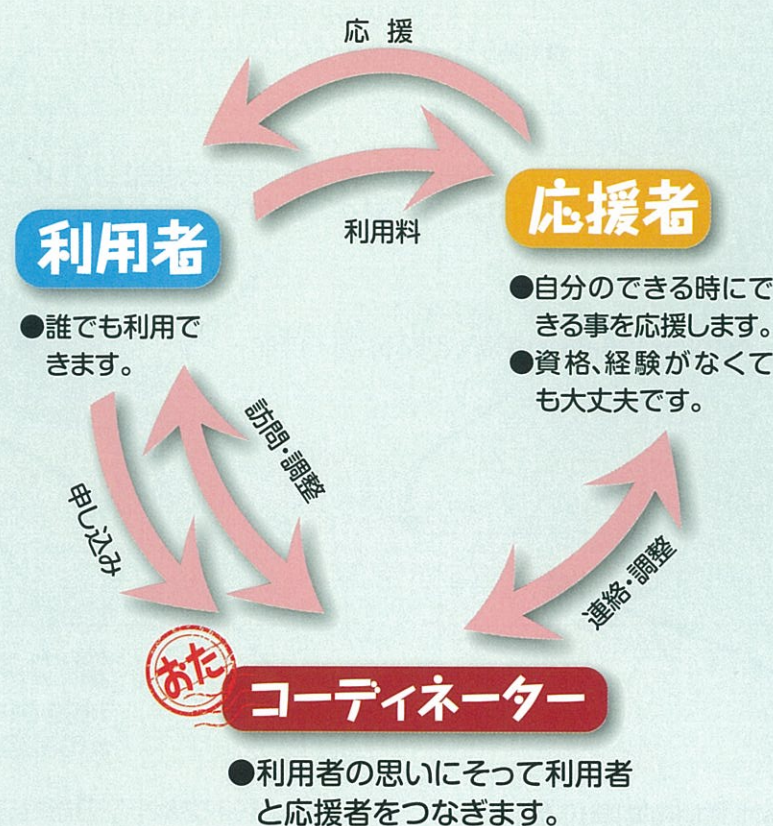 応 援
利用料
利用者
●誰でも利用で
きます。
応援者
●自分のできる時にで
きる事を応援します。
●資格、経験がなくて
も大丈夫です。
訪問・調整
申し込み
連絡・調整
おた
コーディネーター
●利用者の思いにそって利用者
と応援者をつなぎます。